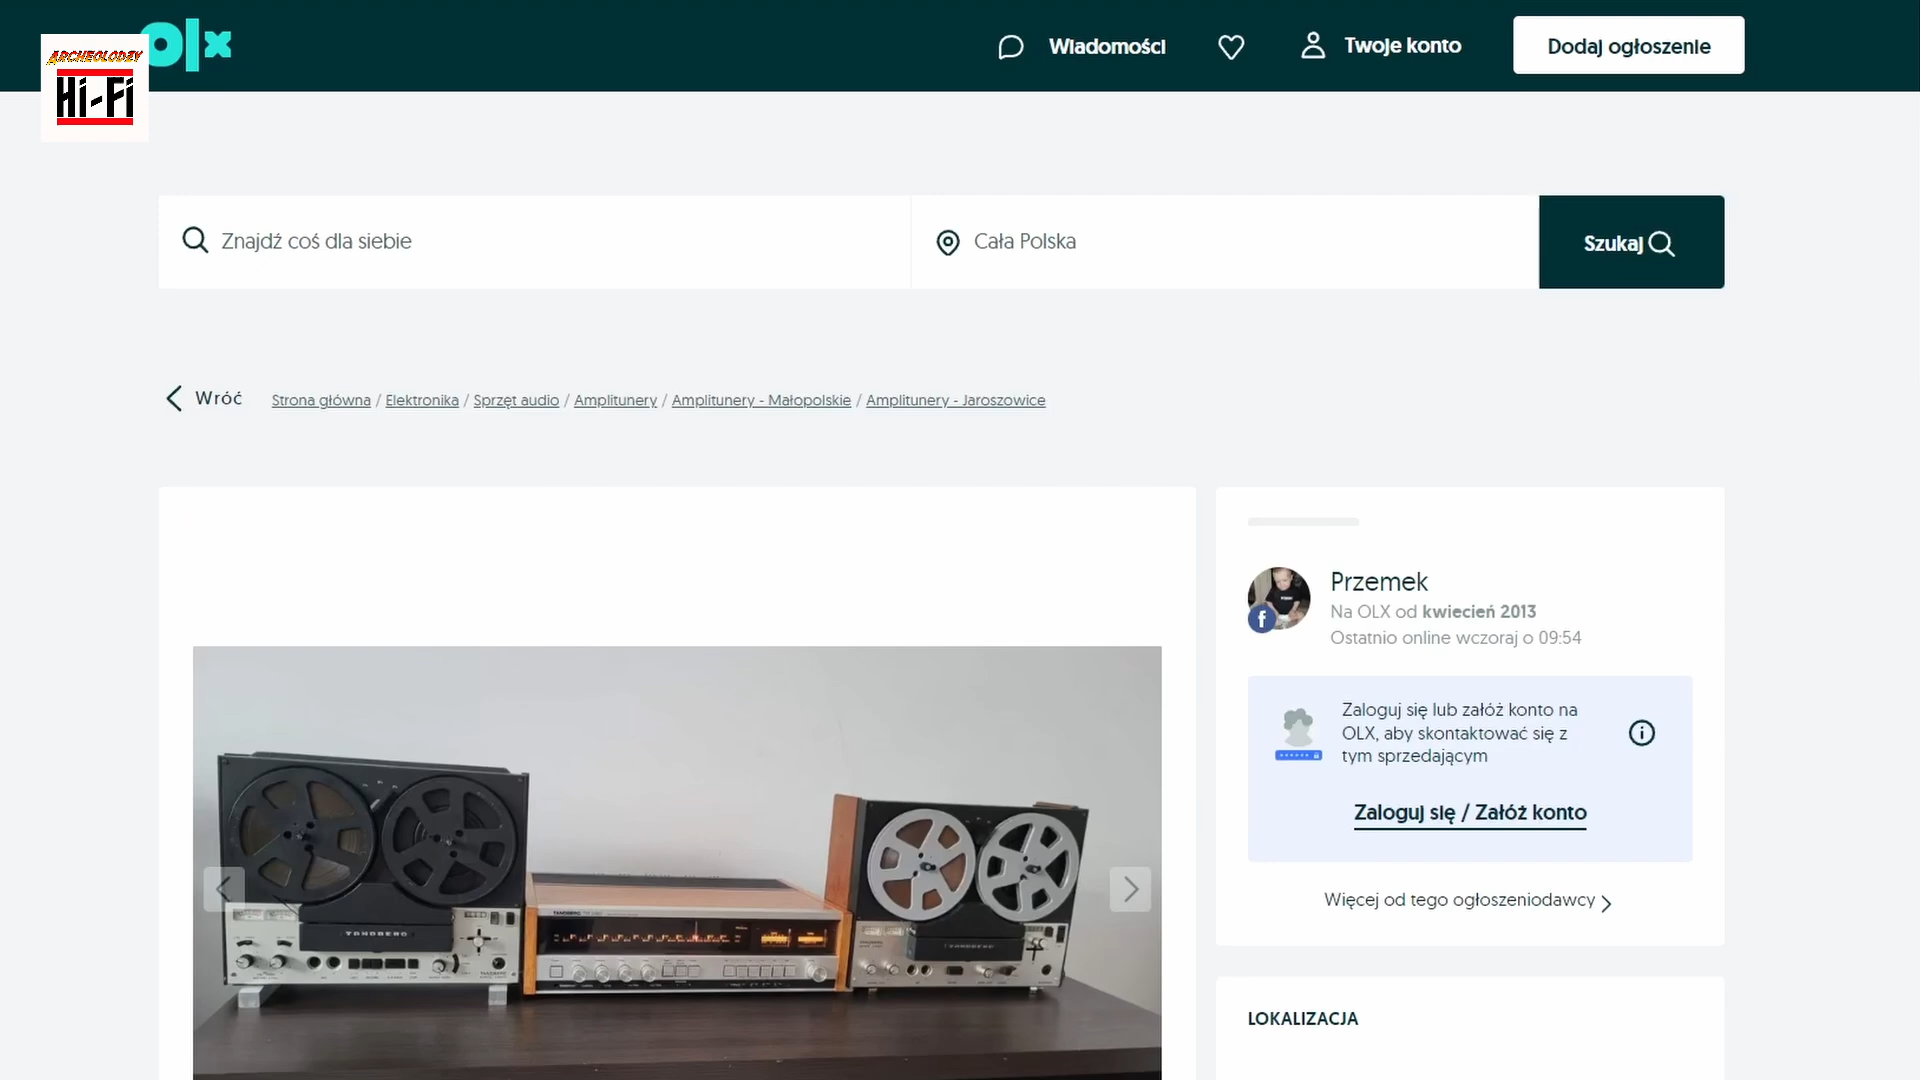 ARCHEOLODZY
Hi-Fi
olx
Wiadomości
Twoje konto
Dodaj ogłoszenie
Znajdź coś dla siebie
Cała Polska
Szukaj
Wróć
Strona główna / Elektronika / Sprzęt audio / Amplitunery / Amplitunery - Małopolskie / Amplitunery - Jaroszowice
Przemek
Na OLX od kwiecień 2013
Ostatnio online wczoraj o 09:54
Zaloguj się lub załóż konto na
OLX, aby skontaktować się z
tym sprzedającym
Zaloguj się / Załóż konto
Więcej od tego ogłoszeniodawcy
TANDBERG
TANDBERG
TANDBERG
LOKALIZACJA